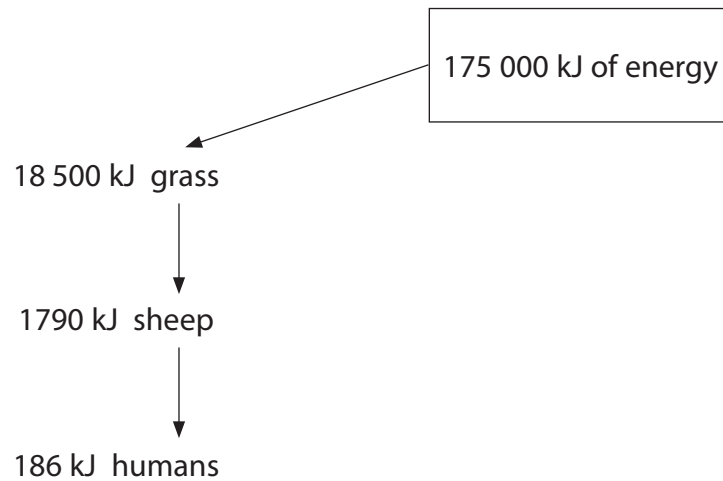 175 000 kJ of energy
18 500 kJ grass
1790 kJ sheep
186 kJ humans